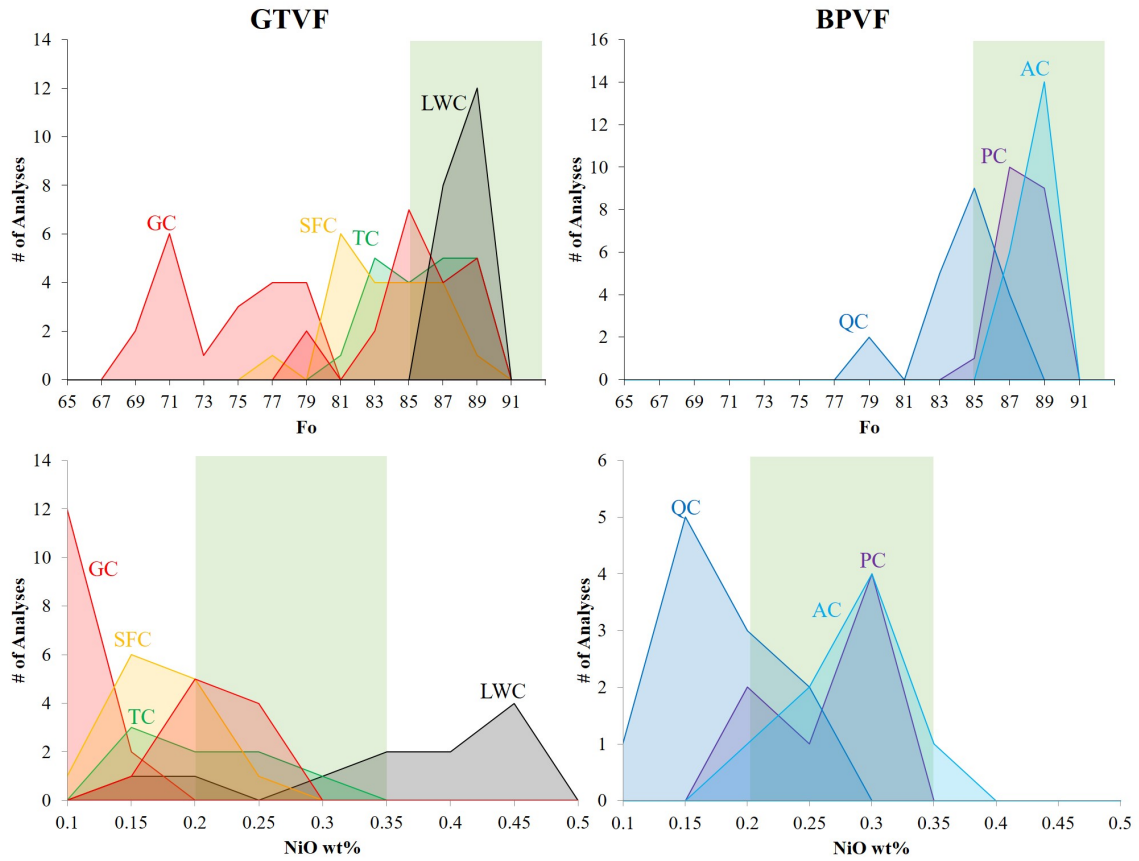 GTVF
14
12
10
8
6
4
2
0
# of Analyses
GC
SFC
TC
LWC
65 67 69 71 73 75 77 79 81 83 85 87 89 91
Fo
BPVF
16
14
12
10
8
6
4
2
0
# of Analyses
QC
PC
AC
65 67 69 71 73 75 77 79 81 83 85 87 89 91
Fo
14
12
10
8
6
4
2
0
# of Analyses
GC
SFC
TC
LWC
0.1 0.15 0.2 0.25 0.3 0.35 0.4 0.45 0.5
NiO wt%
6
5
4
3
2
1
0
# of Analyses
QC
AC
PC
0.1 0.15 0.2 0.25 0.3 0.35 0.4 0.45 0.5
NiO wt%